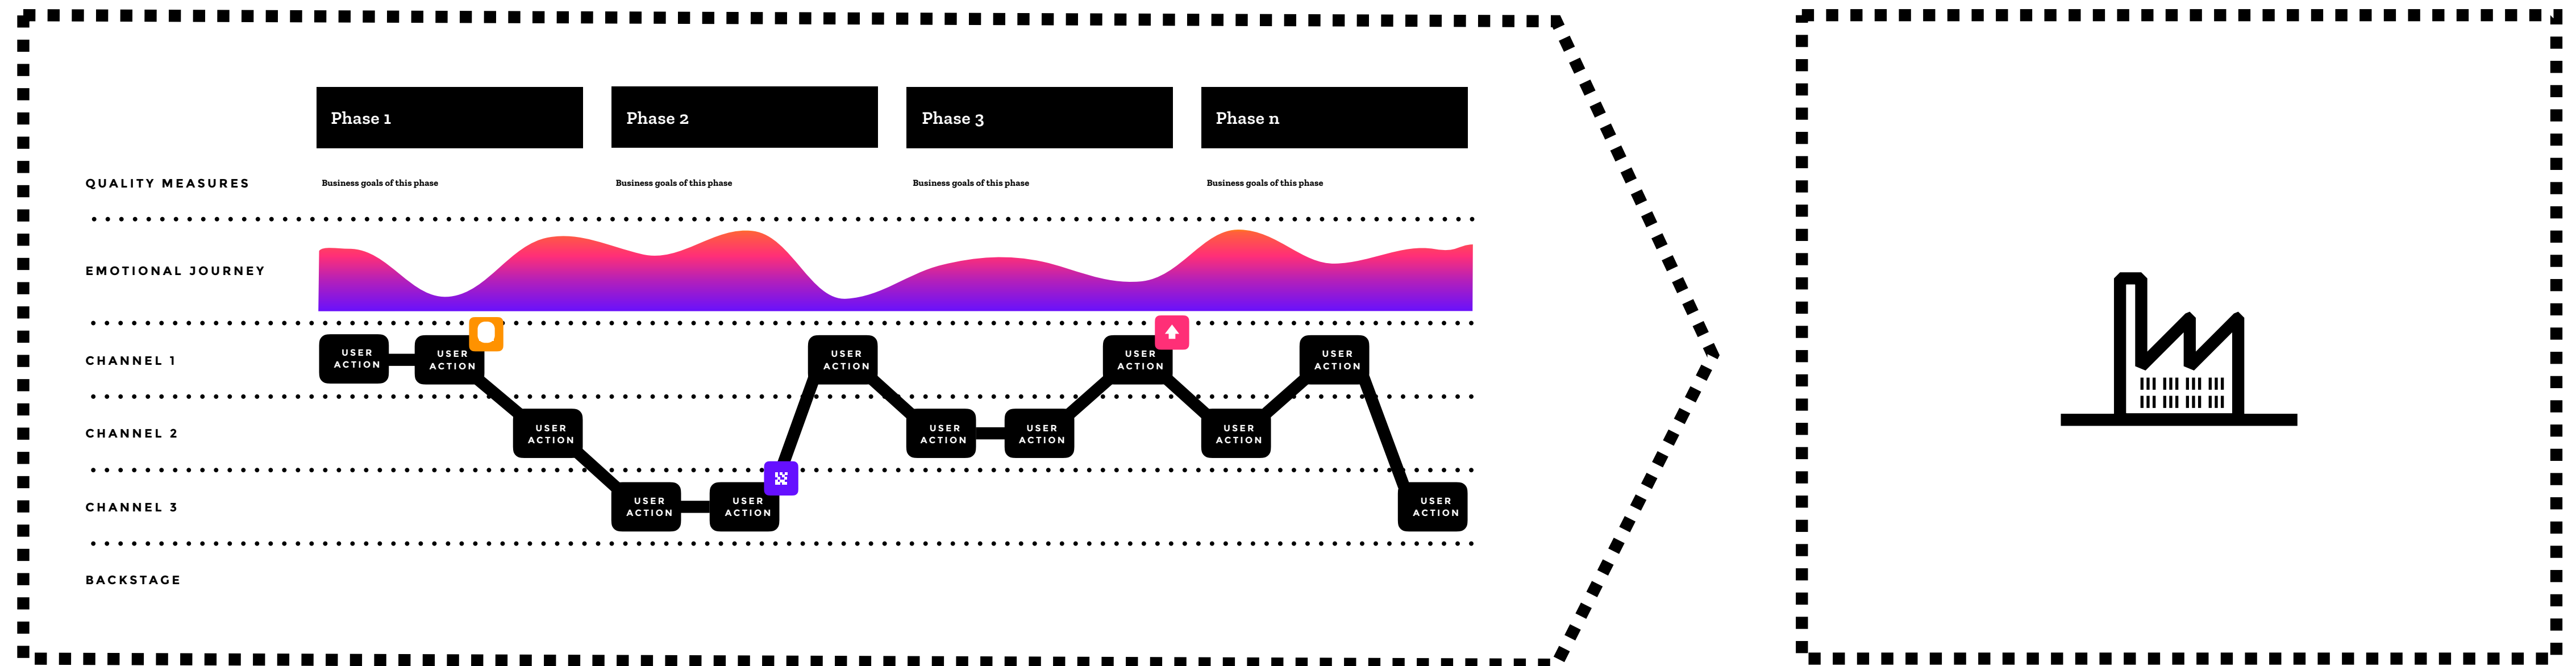 Phase 1
Phase 2
Phase 3
Phase n
QUALITY MEASURES
Business goals of this phase
Business goals of this phase
Business goals of this phase
Business goals of this phase
EMOTIONAL JOURNEY
CHANNEL 1
USER
ACTION
USER
ACTION
USER
ACTION
USER
ACTION
USER
ACTION
CHANNEL 2
USER
ACTION
USER
ACTION
USER
ACTION
USER
ACTION
CHANNEL 3
USER
ACTION
USER
ACTION
USER
ACTION
BACKSTAGE